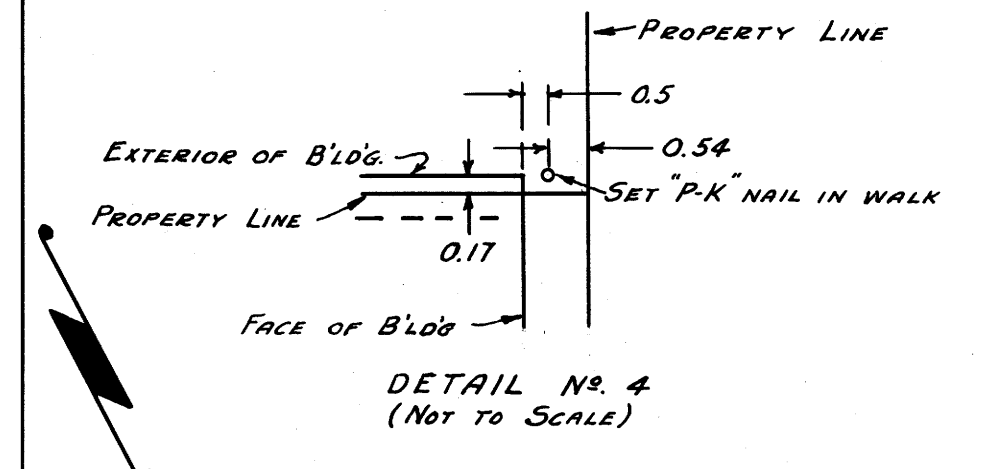 PROPERTY LINE
0.5
EXTERIOR OF B'LD'G.
0.54
SET "P-K" NAIL IN WALK
PROPERTY LINE
0.17
FACE OF B'LD'G
DETAIL Nº. 4
(NOT TO SCALE)